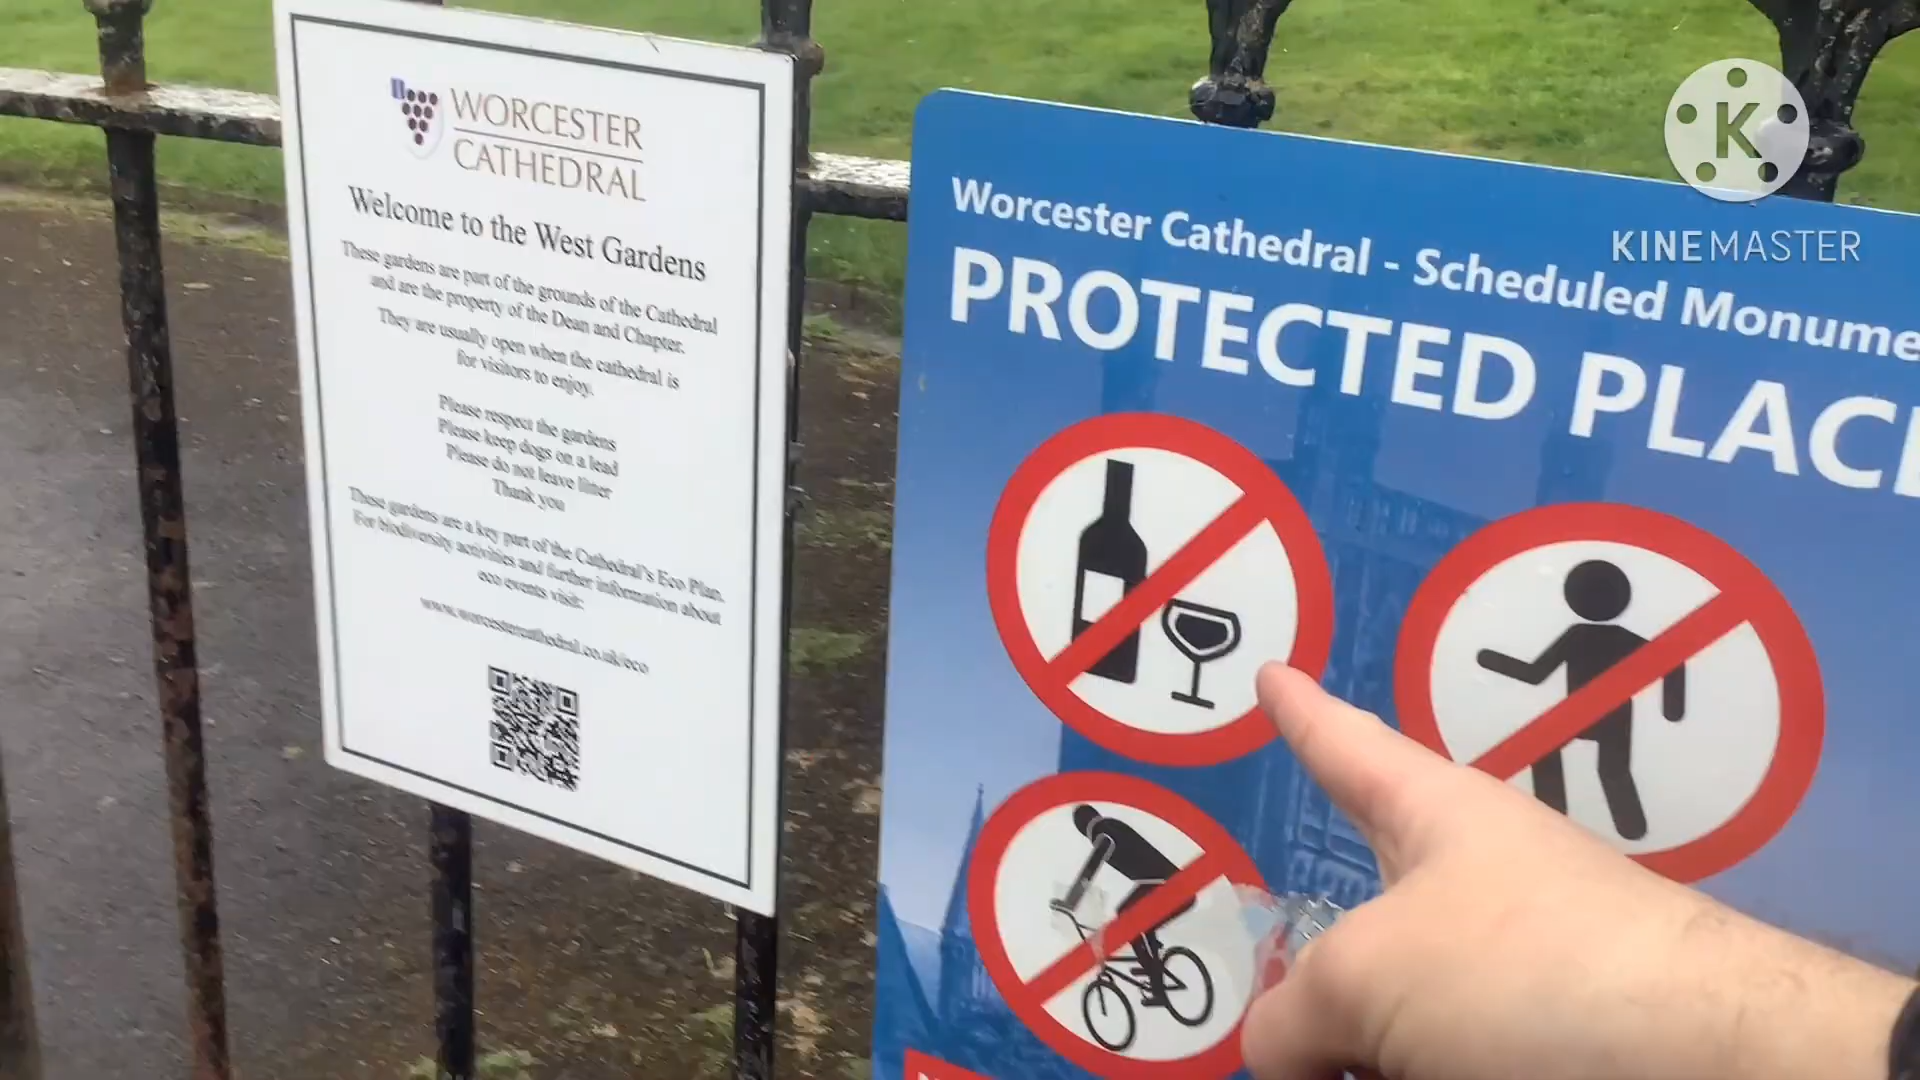 WORCESTER
CATHEDRAL
Welcome to the West Gardens
These gardens are part of the grounds of the Cathedral
and are the property of the Dean and Chapter.
They are usually open when the cathedral is
for visitors to enjoy.
Please respect the gardens
Please keep dogs on a lead
Please do not leave litter
Thank you
These gardens are a key part of the Cathedral's Eco Plan.
For biodiversity activities and further information about
eco events visit:
www.worcestercathedral.co.uk/eco
Worcester Cathedral - Scheduled Monume
PROTECTED PLAC
K
KINEMASTER